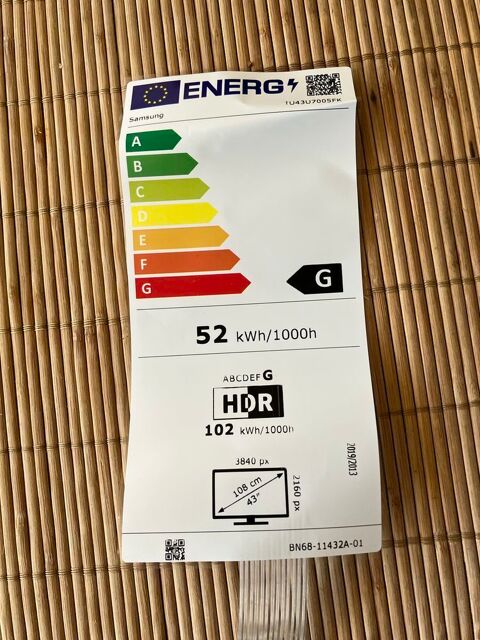 ENERG
TU43U7005FK
Samsung
A
B
C
D
E
F
G
G
52 kWh/1000h
ABCDEFG
HDR
102 kWh/1000h
3840 px
108 cm
43"
2160 px
2019/2013
BN68-11432A-01